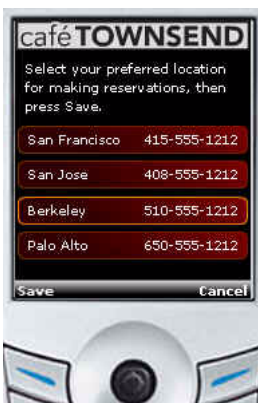 café TOWNSEND
Select your preferred location
for making reservations, then
press Save.
San Francisco 415-555-1212
San Jose 408-555-1212
Berkeley 510-555-1212
Palo Alto 650-555-1212
Save Cancel